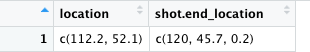 location shot.end_location
1 c(112.2, 52.1) c(120, 45.7, 0.2)